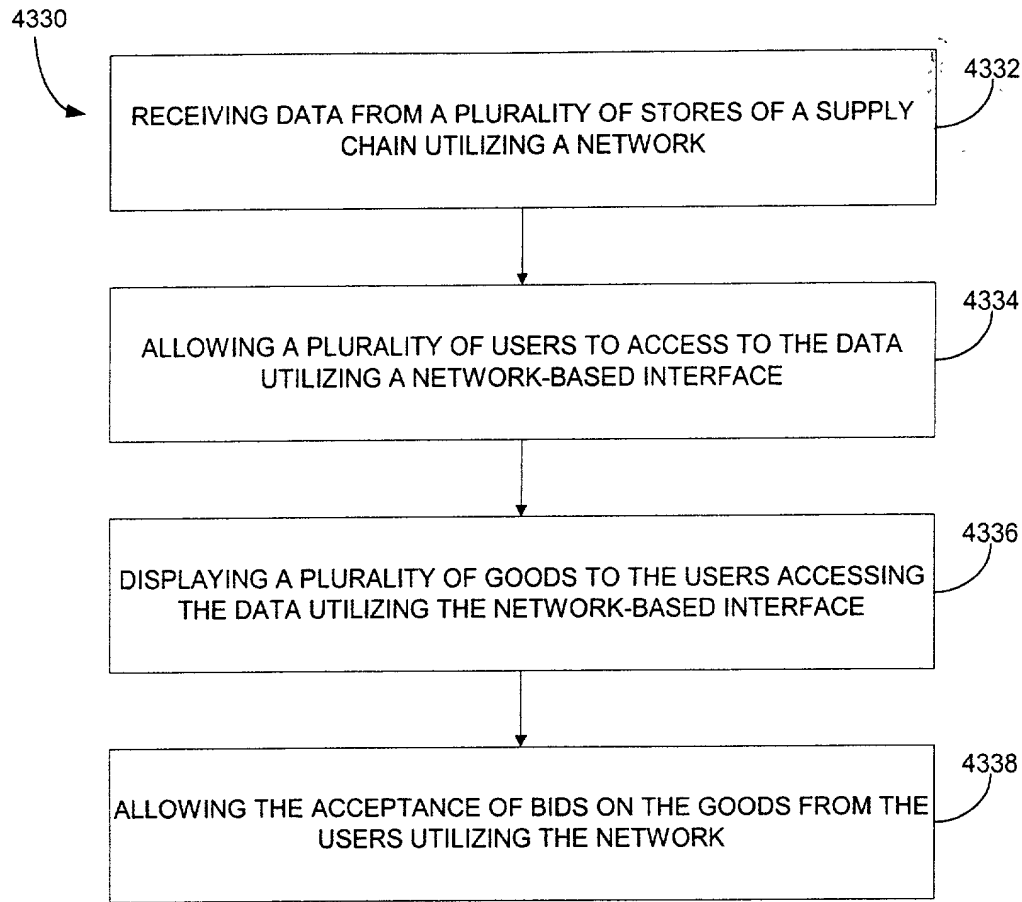 4330
4332
RECEIVING DATA FROM A PLURALITY OF STORES OF A SUPPLY
CHAIN UTILIZING A NETWORK
4334
ALLOWING A PLURALITY OF USERS TO ACCESS TO THE DATA
UTILIZING A NETWORK-BASED INTERFACE
4336
DISPLAYING A PLURALITY OF GOODS TO THE USERS ACCESSING
THE DATA UTILIZING THE NETWORK-BASED INTERFACE
4338
ALLOWING THE ACCEPTANCE OF BIDS ON THE GOODS FROM THE
USERS UTILIZING THE NETWORK